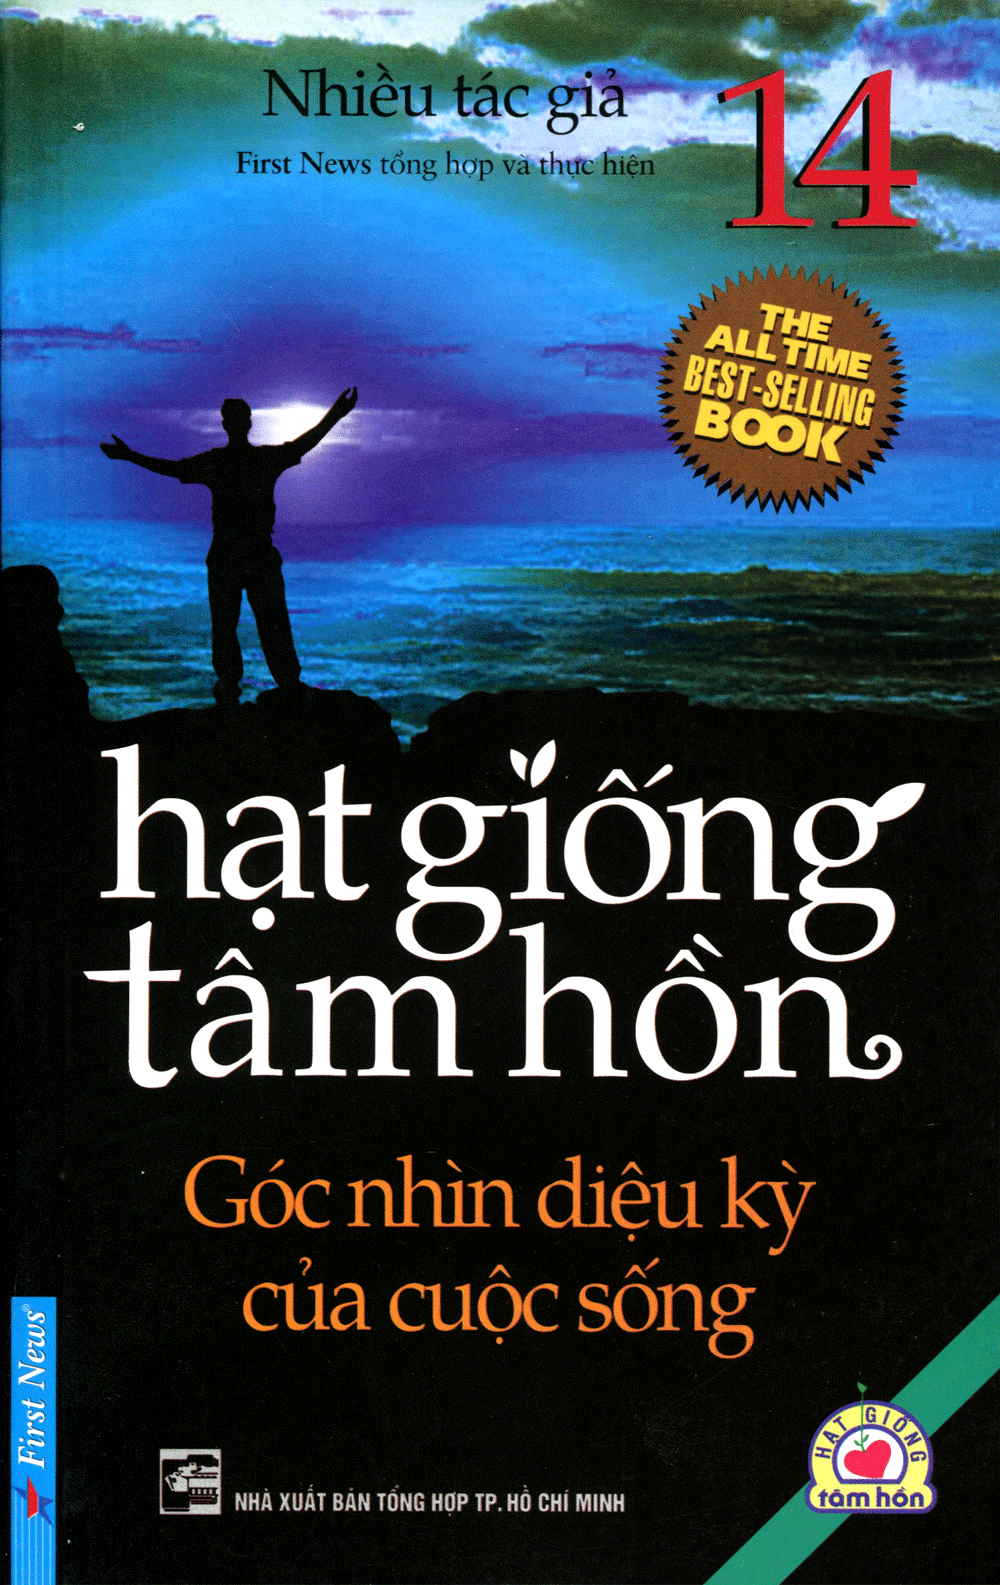 Nhiều tác giả
First News tổng hợp và thực hiện
14
THE
ALL TIME
BEST-SELLING
BOOK
hạt giống
tâm hồn
Góc nhìn diệu kỳ
của cuộc sống
First News®
NHÀ XUẤT BẢN TỔNG HỢP TP. HỒ CHÍ MINH
HẠT GIỐNG
tâm hồn